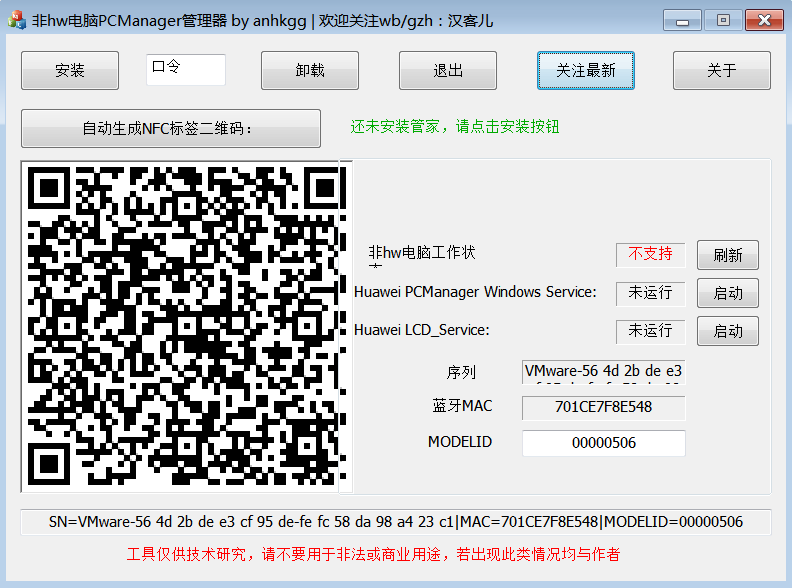 非hw电脑PCManager管理器 by anhkgg | 欢迎关注wb/gzh：汉客儿
安装 口令 卸载 退出 关注最新 关于
自动生成NFC标签二维码： 还未安装管家，请点击安装按钮
非hw电脑工作状 不支持 刷新
Huawei PCManager Windows Service: 未运行 启动
Huawei LCD_Service: 未运行 启动
序列 VMware-56 4d 2b de e3
蓝牙MAC 701CE7F8E548
MODELID 00000506
SN=VMware-56 4d 2b de e3 cf 95 de-fe fc 58 da 98 a4 23 c1|MAC=701CE7F8E548|MODELID=00000506
工具仅供技术研究，请不要用于非法或商业用途，若出现此类情况均与作者